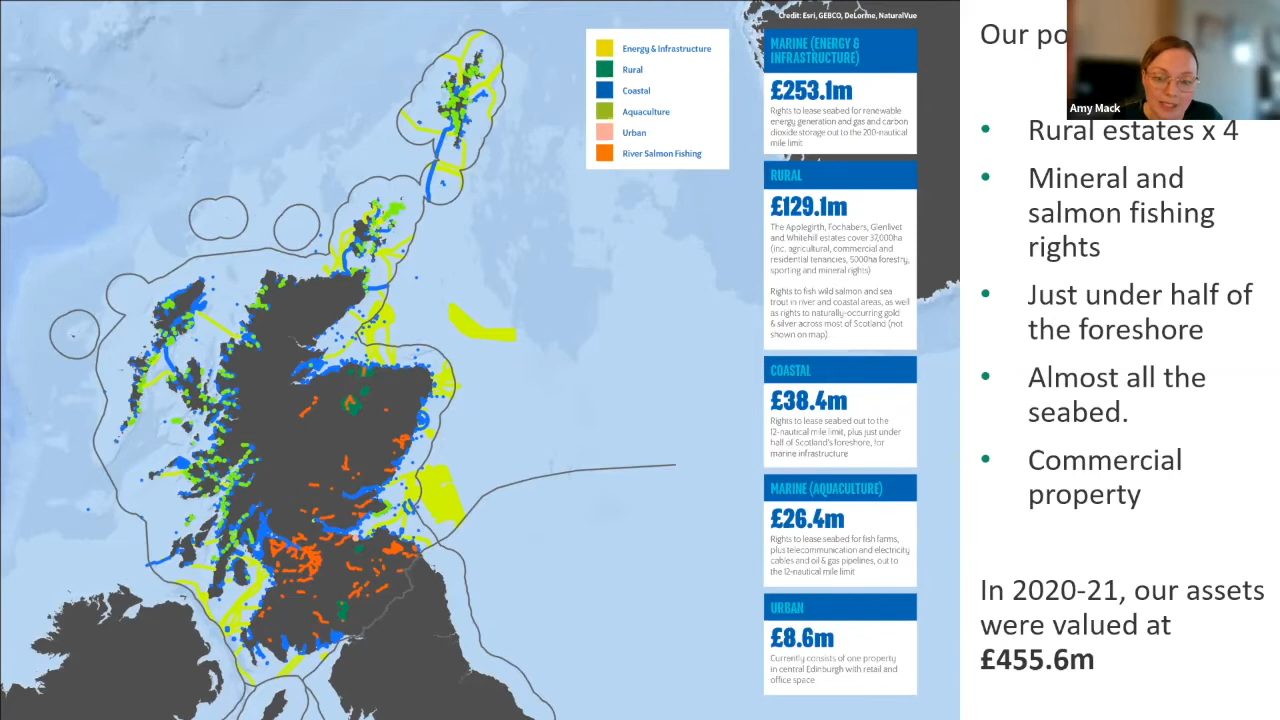 Credit: Esri, GEBCO, DeLorme, NaturalVue
Energy & Infrastructure
Rural
Coastal
Aquaculture
Urban
River Salmon Fishing
MARINE (ENERGY &
INFRASTRUCTURE)
£253.1m
Rights to lease seabed for renewable
energy generation and gas and carbon
dioxide storage out to the 200-nautical
mile limit
RURAL
£129.1m
The Applegirth, Fochabers, Glenlivet
and Whitehill estates cover 37,000ha
(inc. agricultural, commercial and
residential tenancies, 5000ha forestry,
sporting and mineral rights)
Rights to fish wild salmon and sea
trout in river and coastal areas, as well
as rights to naturally-occurring gold
& silver across most of Scotland (not
shown on map)
COASTAL
£38.4m
Rights to lease seabed out to the
12-nautical mile limit, plus just under
half of Scotland's foreshore, for
marine infrastructure
MARINE (AQUACULTURE)
£26.4m
Rights to lease seabed for fish farms,
plus telecommunication and electricity
cables and oil & gas pipelines, out to
the 12-nautical mile limit
URBAN
£8.6m
Currently consists of one property
in central Edinburgh with retail and
office space
Our po
Amy Mack
• Rural estates x 4
• Mineral and
salmon fishing
rights
• Just under half of
the foreshore
• Almost all the
seabed.
• Commercial
property
In 2020-21, our assets
were valued at
£455.6m